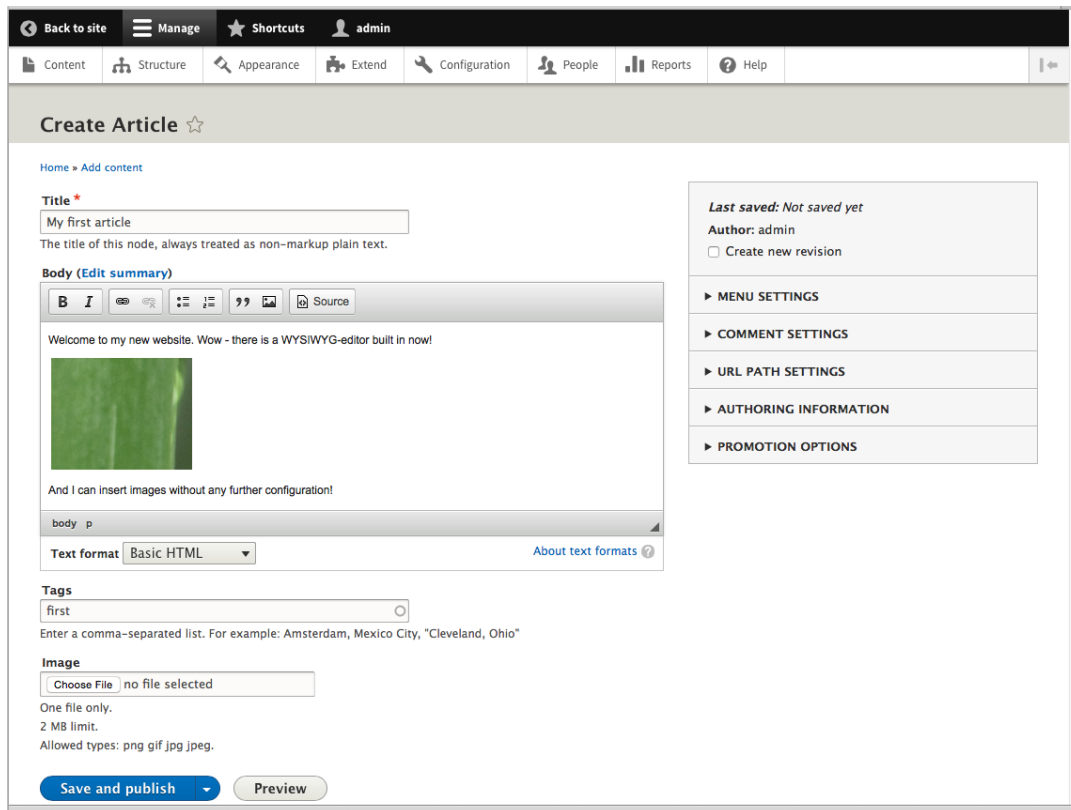 Back to site Manage Shortcuts admin
Content Structure Appearance Extend Configuration People Reports Help
Create Article
Home » Add content
Title *
My first article
The title of this node, always treated as non-markup plain text.
Body (Edit summary)
B I Source
Welcome to my new website. Wow - there is a WYSIWYG-editor built in now!
And I can insert images without any further configuration!
body p
Text format Basic HTML About text formats ?
Tags
first
Enter a comma-separated list. For example: Amsterdam, Mexico City, "Cleveland, Ohio"
Image
Choose File no file selected
One file only.
2 MB limit.
Allowed types: png gif jpg jpeg.
Save and publish Preview
Last saved: Not saved yet
Author: admin
Create new revision
MENU SETTINGS
COMMENT SETTINGS
URL PATH SETTINGS
AUTHORING INFORMATION
PROMOTION OPTIONS